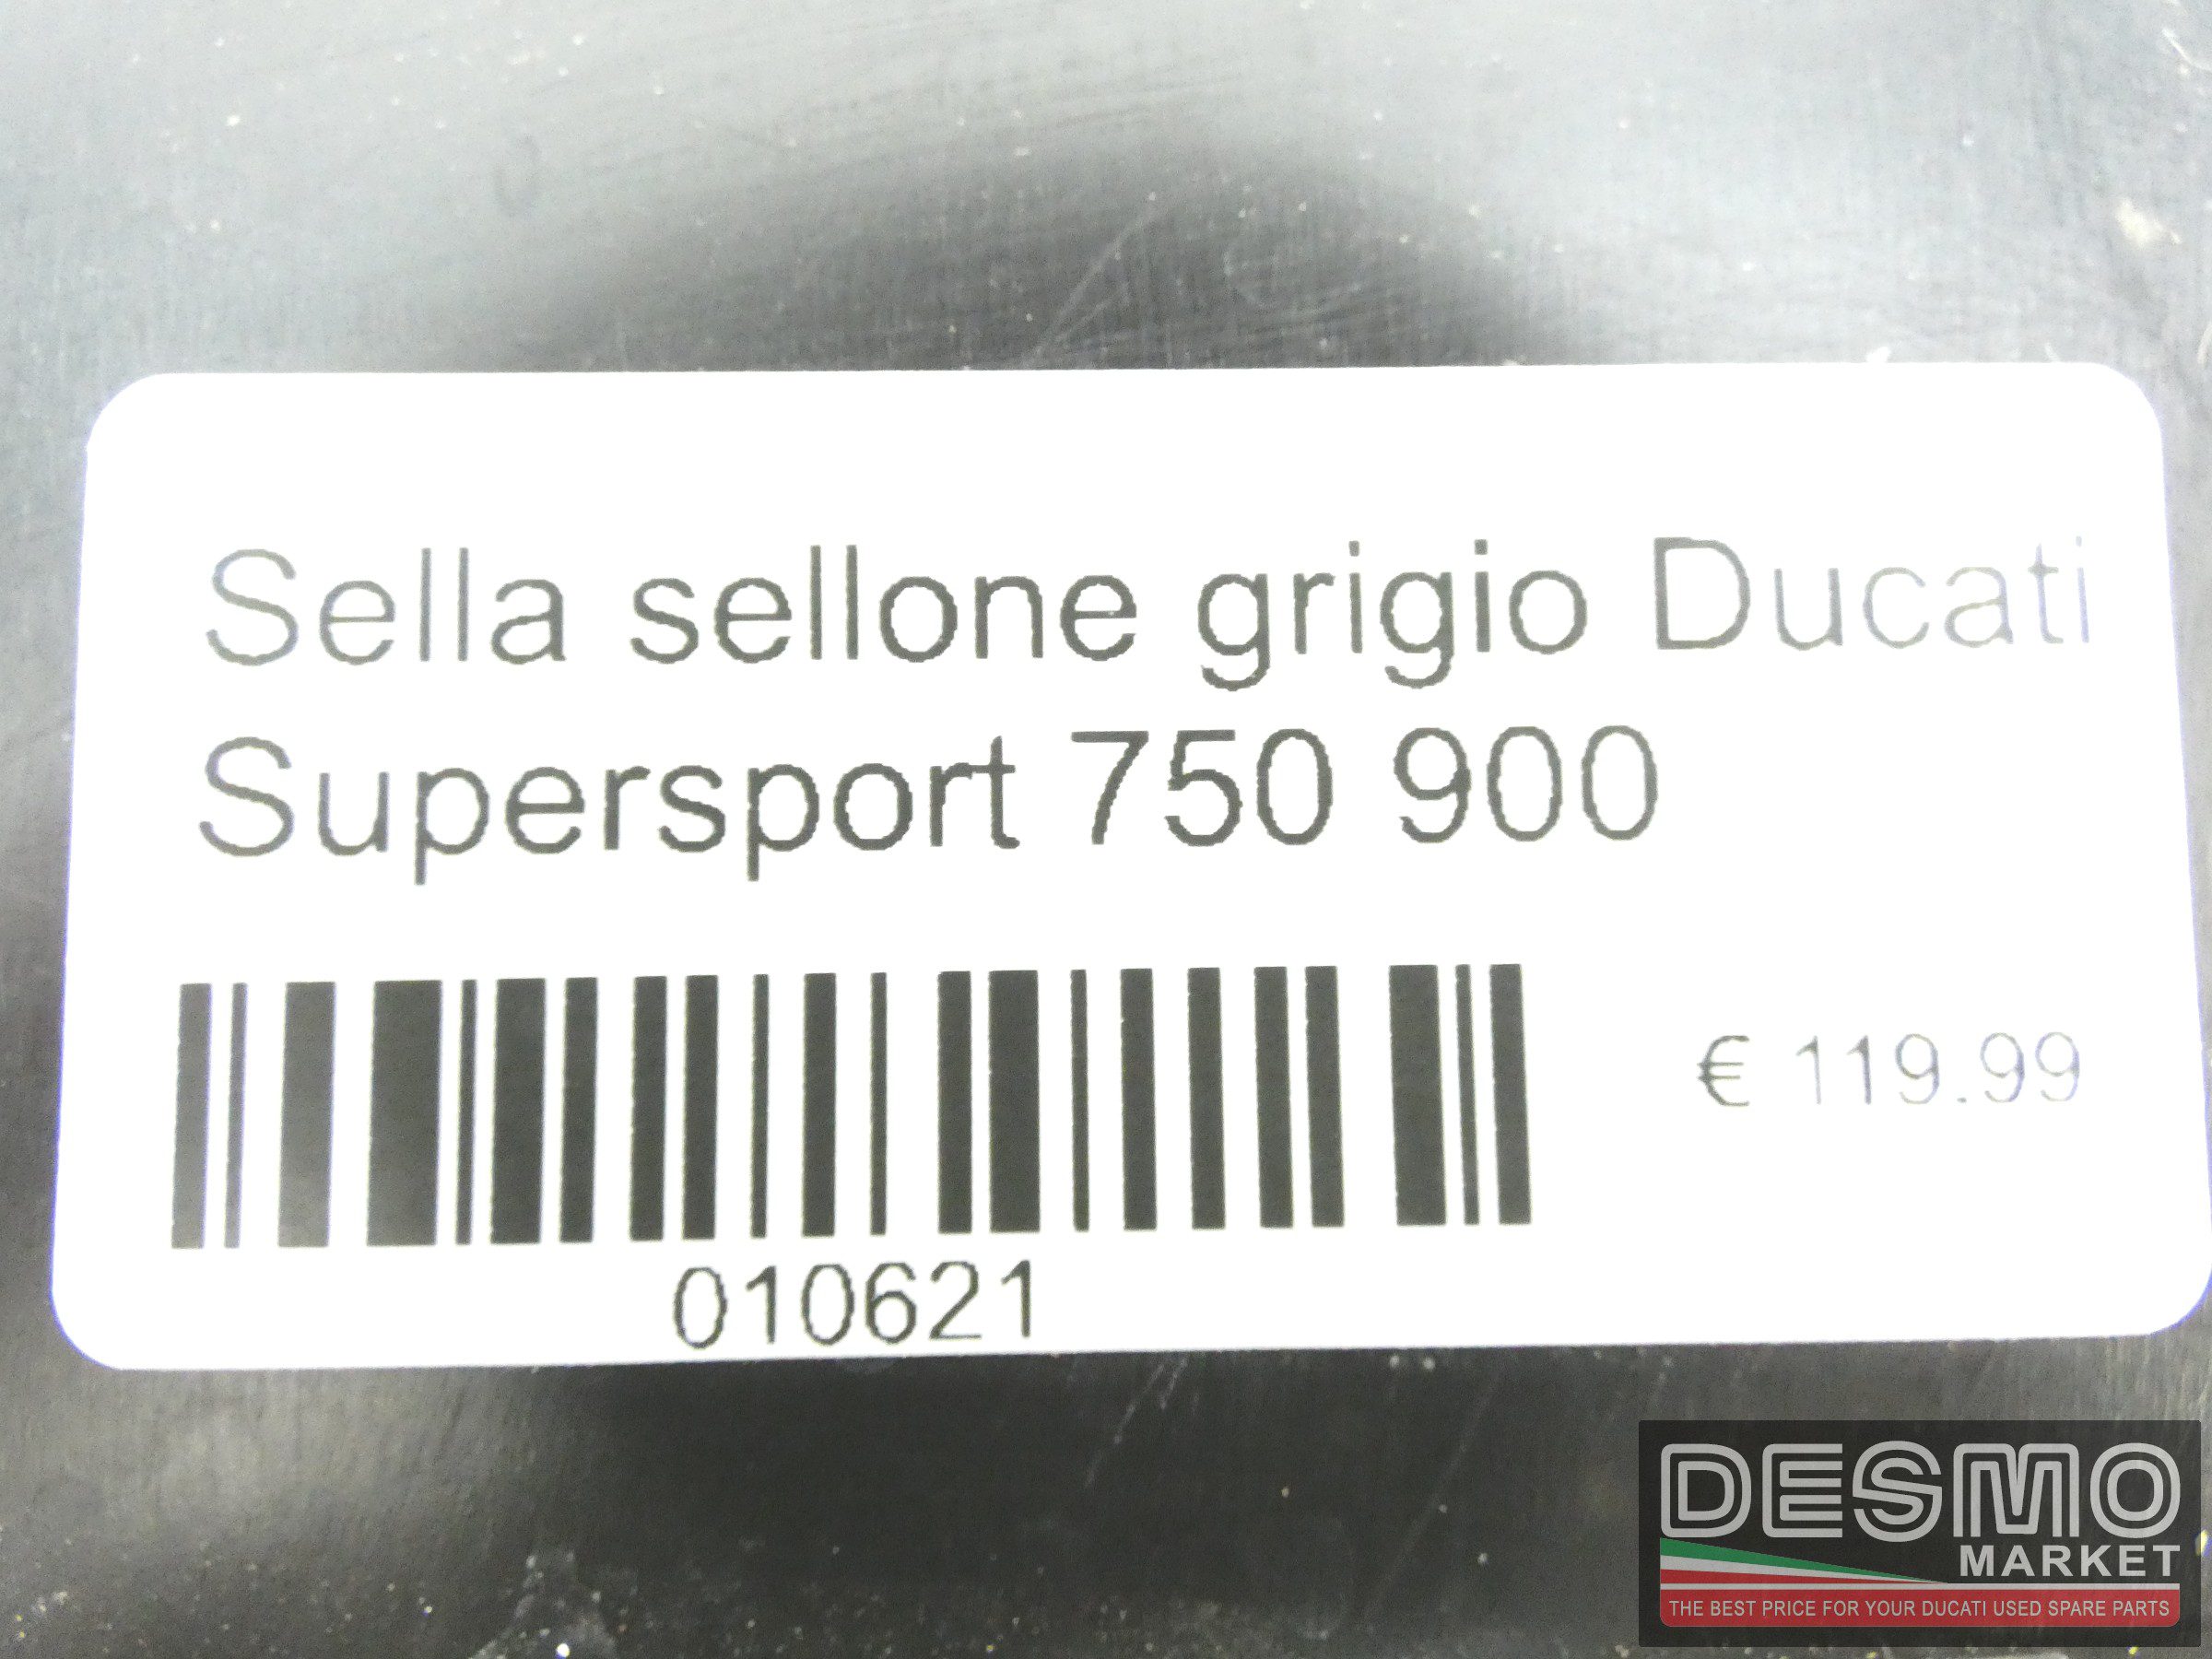 Sella sellone grigio Ducati
Supersport 750 900
€ 119.99
010621
DESMO
MARKET
THE BEST PRICE FOR YOUR DUCATI USED SPARE PARTS